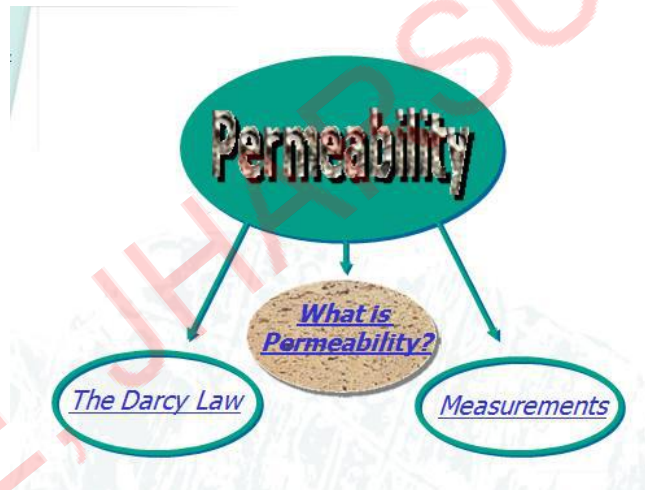 Permeability
What is
Permeability?
The Darcy Law
Measurements